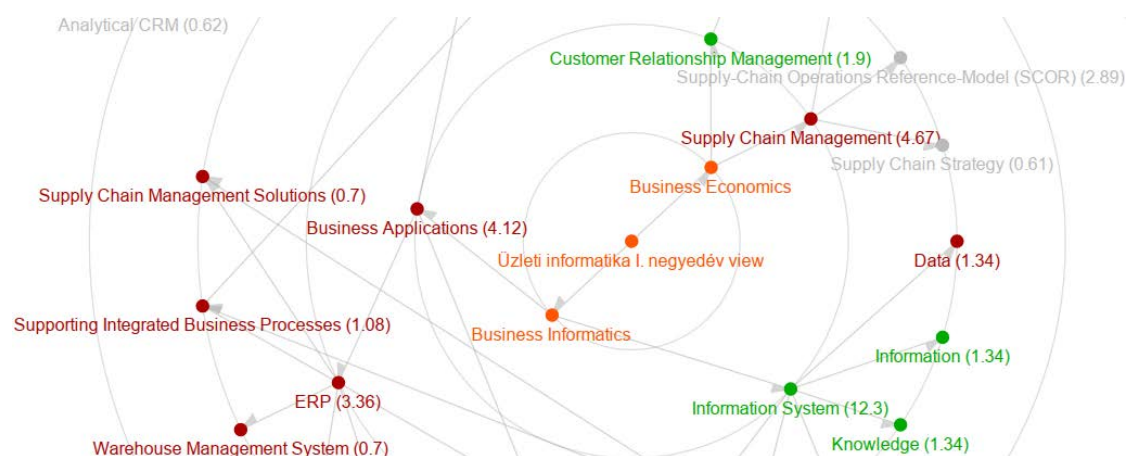 Analytical CRM (0.62)
Customer Relationship Management (1.9)
Supply-Chain Operations Reference-Model (SCOR) (2.89)
Supply Chain Management (4.67)
Supply Chain Strategy (0.61)
Business Economics
Supply Chain Management Solutions (0.7)
Business Applications (4.12)
Üzleti informatika I. negyedév view
Data (1.34)
Supporting Integrated Business Processes (1.08)
Business Informatics
Information (1.34)
ERP (3.36)
Information System (12.3)
Warehouse Management System (0.7)
Knowledge (1.34)